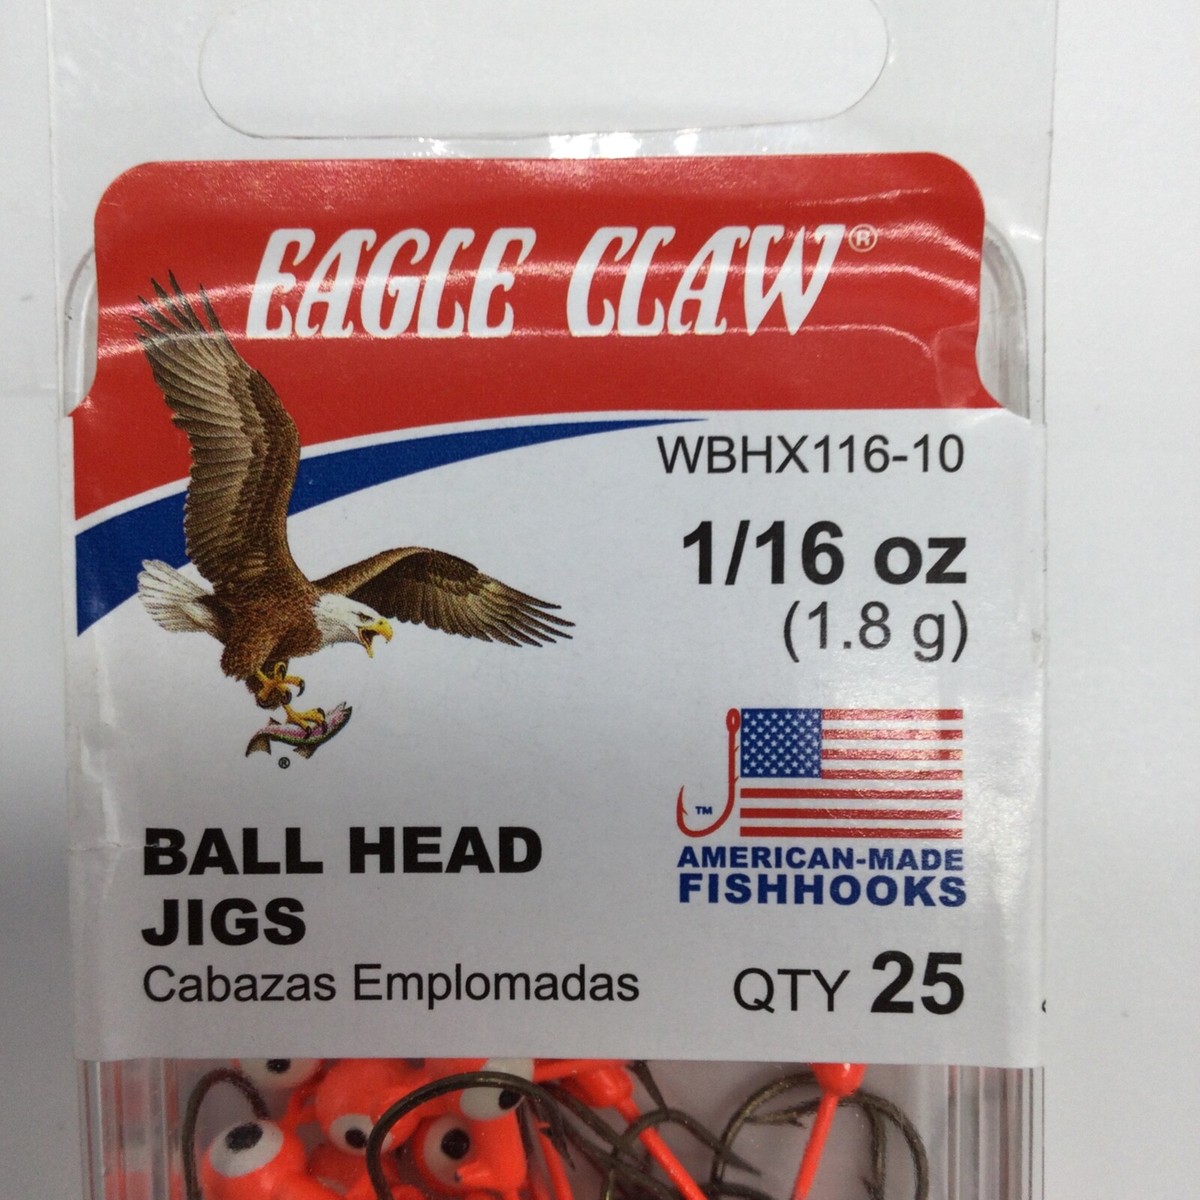 EAGLE CLAW®
WBHX116-10
1/16 oz
(1.8 g)
®
TM
AMERICAN-MADE
FISHHOOKS
BALL HEAD
JIGS
Cabazas Emplomadas
QTY 25